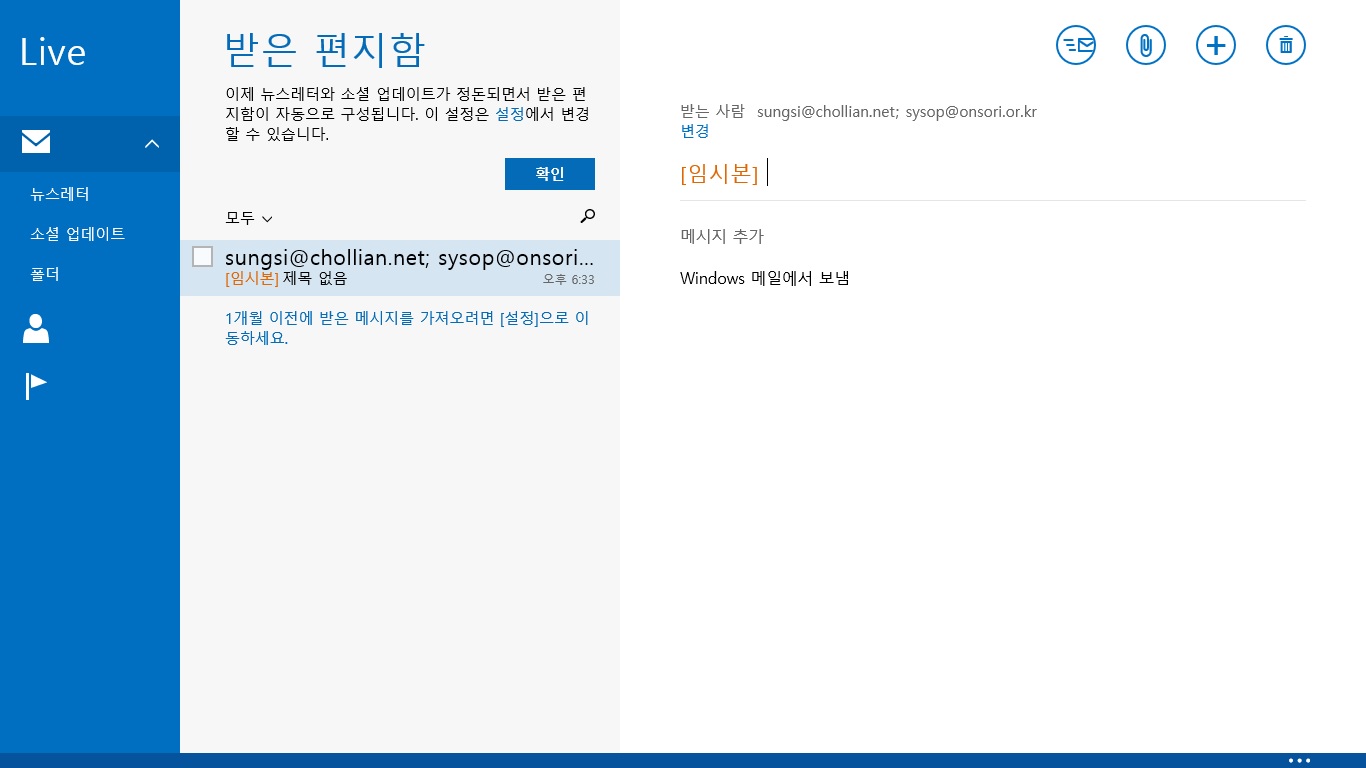 Live
뉴스레터
소셜 업데이트
폴더
받은 편지함
이제 뉴스레터와 소셜 업데이트가 정돈되면서 받은 편
지함이 자동으로 구성됩니다. 이 설정은 설정에서 변경
할 수 있습니다.
확인
모두
sungsi@chollian.net; sysop@onsori...
[임시본] 제목 없음 오후 6:33
1개월 이전에 받은 메시지를 가져오려면 [설정]으로 이
동하세요.
받는 사람 sungsi@chollian.net; sysop@onsori.or.kr
변경
[임시본]
메시지 추가
Windows 메일에서 보냄